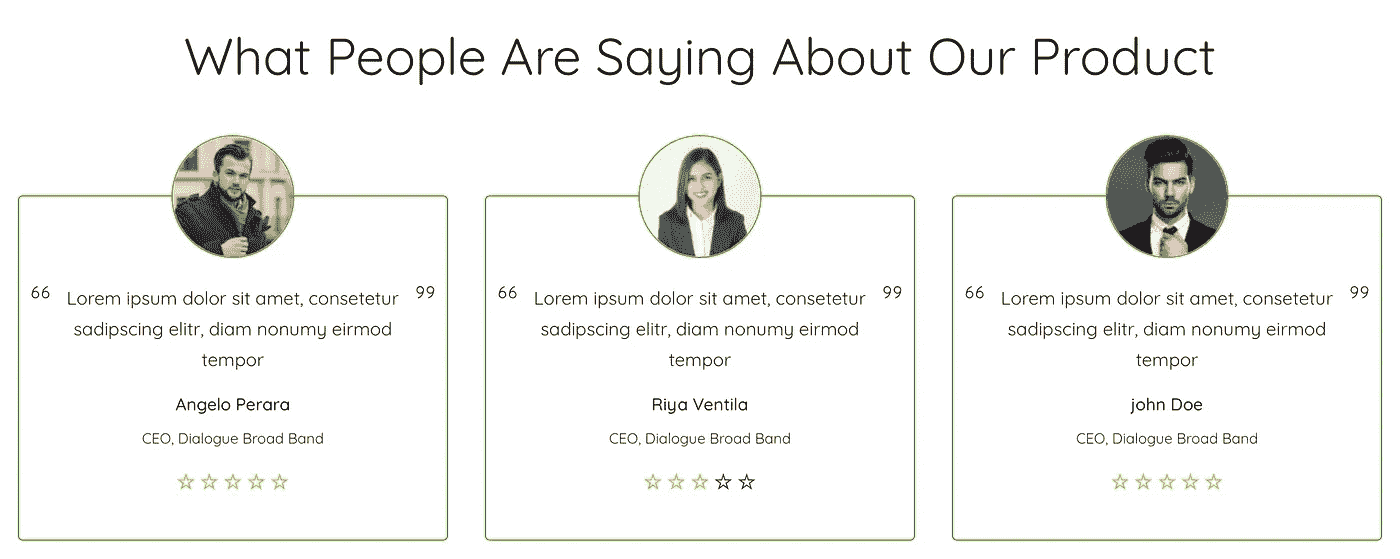 What People Are Saying About Our Product
66 Lorem ipsum dolor sit amet, consetetur 99
sadipscing elitr, diam nonumy eirmod
tempor
Angelo Perara
CEO, Dialogue Broad Band
66 Lorem ipsum dolor sit amet, consetetur 99
sadipscing elitr, diam nonumy eirmod
tempor
Riya Ventila
CEO, Dialogue Broad Band
66 Lorem ipsum dolor sit amet, consetetur 99
sadipscing elitr, diam nonumy eirmod
tempor
john Doe
CEO, Dialogue Broad Band